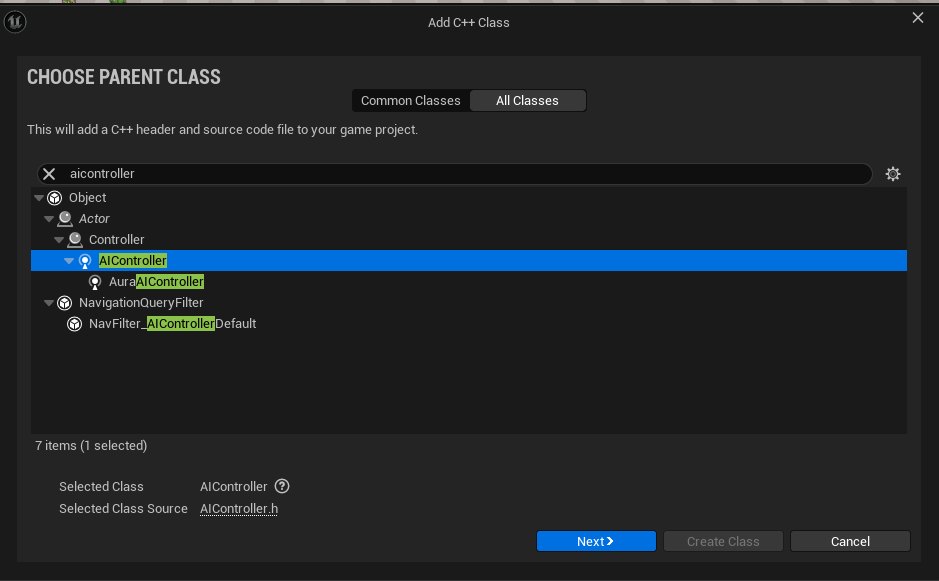 Add C++ Class
CHOOSE PARENT CLASS
Common Classes All Classes
This will add a C++ header and source code file to your game project.
aicontroller
Object
Actor
Controller
AIController
AuraAIController
NavigationQueryFilter
NavFilter_AIControllerDefault
7 items (1 selected)
Selected Class AIController ?
Selected Class Source AIController.h
Next Create Class Cancel